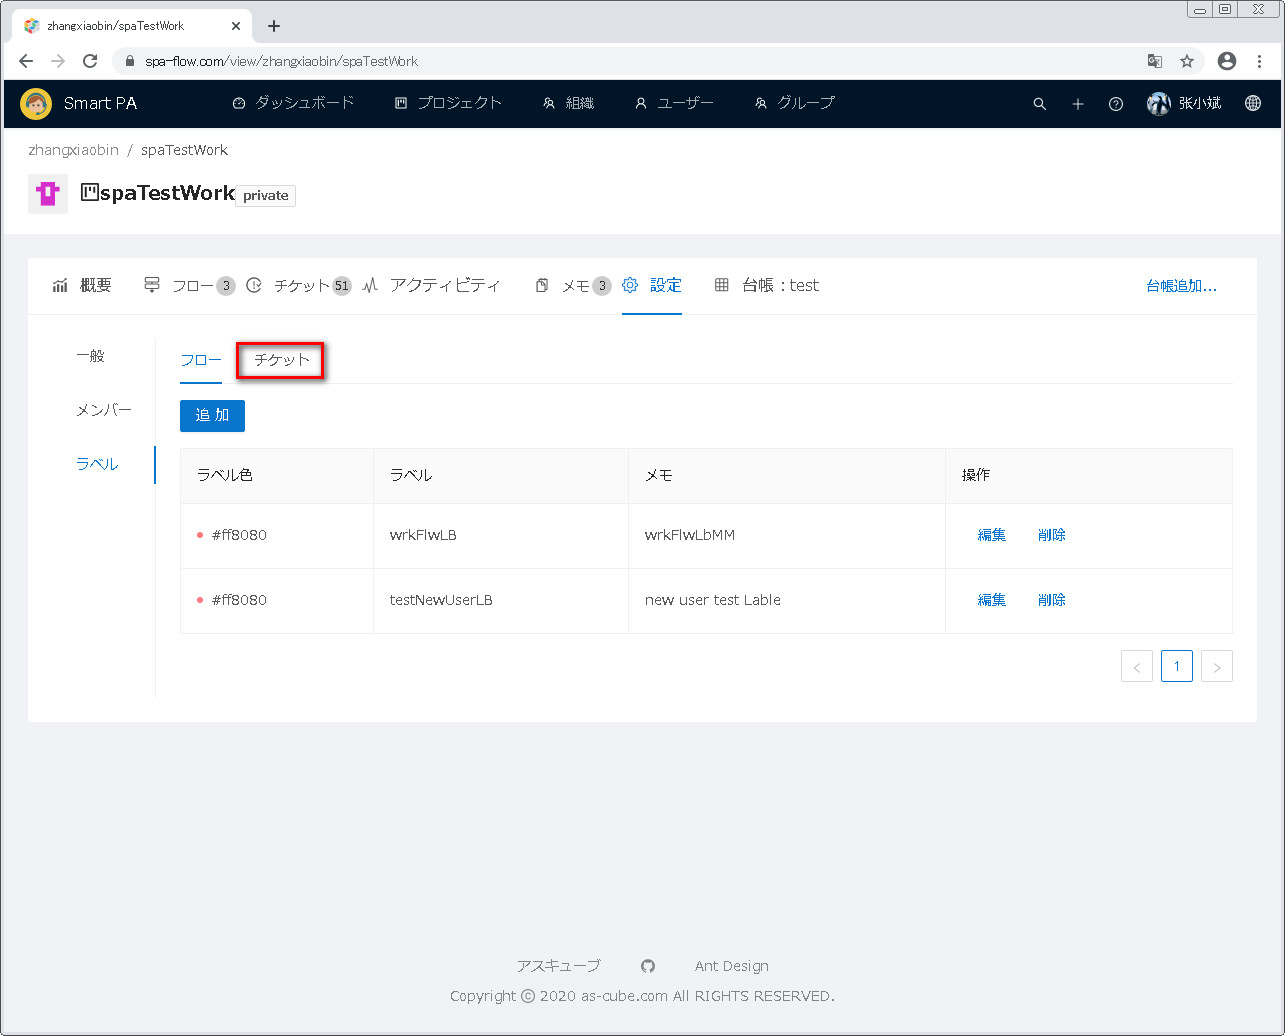 zhangxiaobin/spaTestWork
spa-flow.com/view/zhangxiaobin/spaTestWork
Smart PA ダッシュボード プロジェクト 組織 ユーザー グループ 张小斌
zhangxiaobin / spaTestWork
spaTestWork private
概要 フロー 3 チケット 51 アクティビティ メモ 3 設定 台帳：test 台帳追加...
一般
メンバー
ラベル
フロー チケット
追 加
ラベル色 ラベル メモ 操作
#ff8080 wrkFlwLB wrkFlwLbMM 編集 削除
#ff8080 testNewUserLB new user test Lable 編集 削除
< 1 >
アスキューブ Ant Design
Copyright © 2020 as-cube.com All RIGHTS RESERVED.